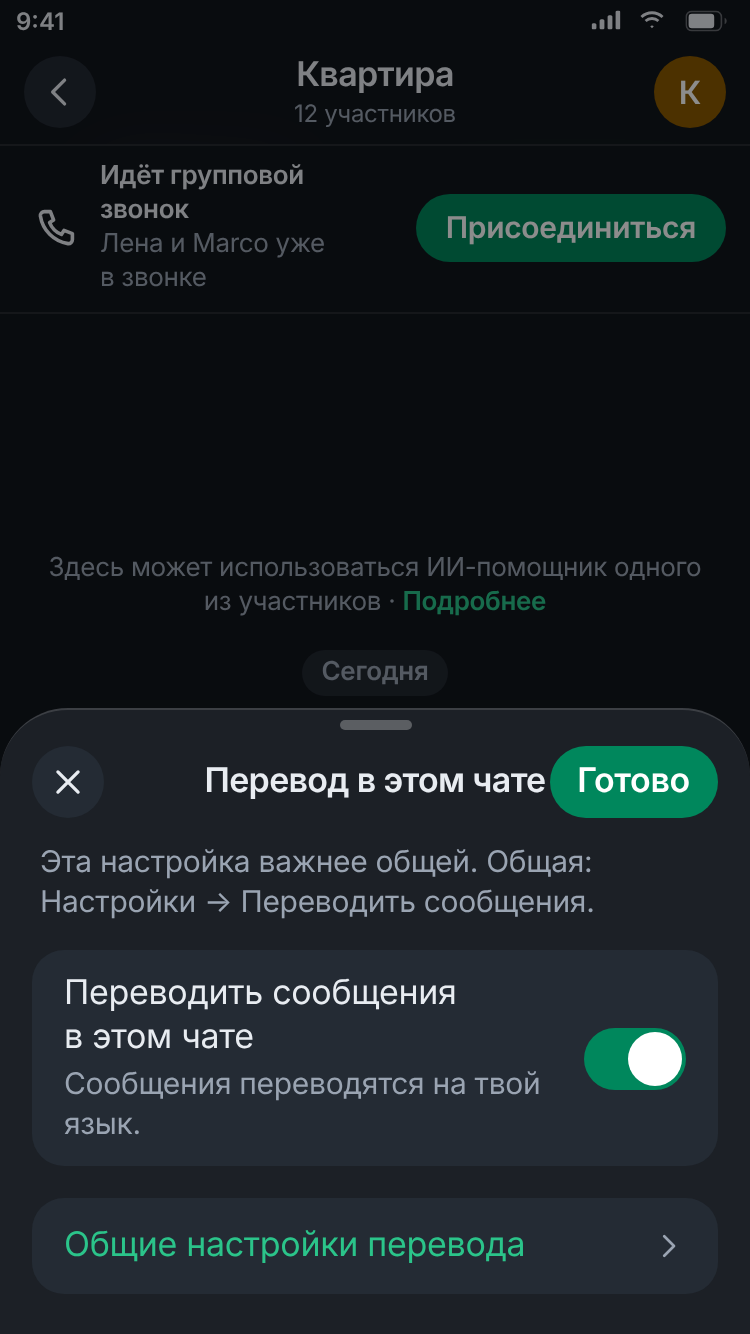 9:41
Квартира
12 участников
К
Идёт групповой
звонок
Лена и Marco уже
в звонке
Присоединиться
Здесь может использоваться ИИ-помощник одного
из участников · Подробнее
Сегодня
Перевод в этом чате
Готово
Эта настройка важнее общей. Общая:
Настройки → Переводить сообщения.
Переводить сообщения
в этом чате
Сообщения переводятся на твой
язык.
Общие настройки перевода